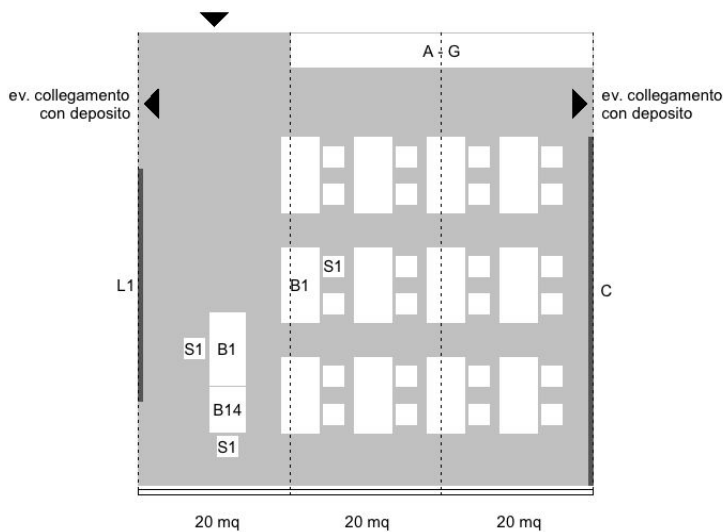 A - G
ev. collegamento
con deposito
ev. collegamento
con deposito
L1
B1
S1
C
S1
B1
B14
S1
20 mq
20 mq
20 mq